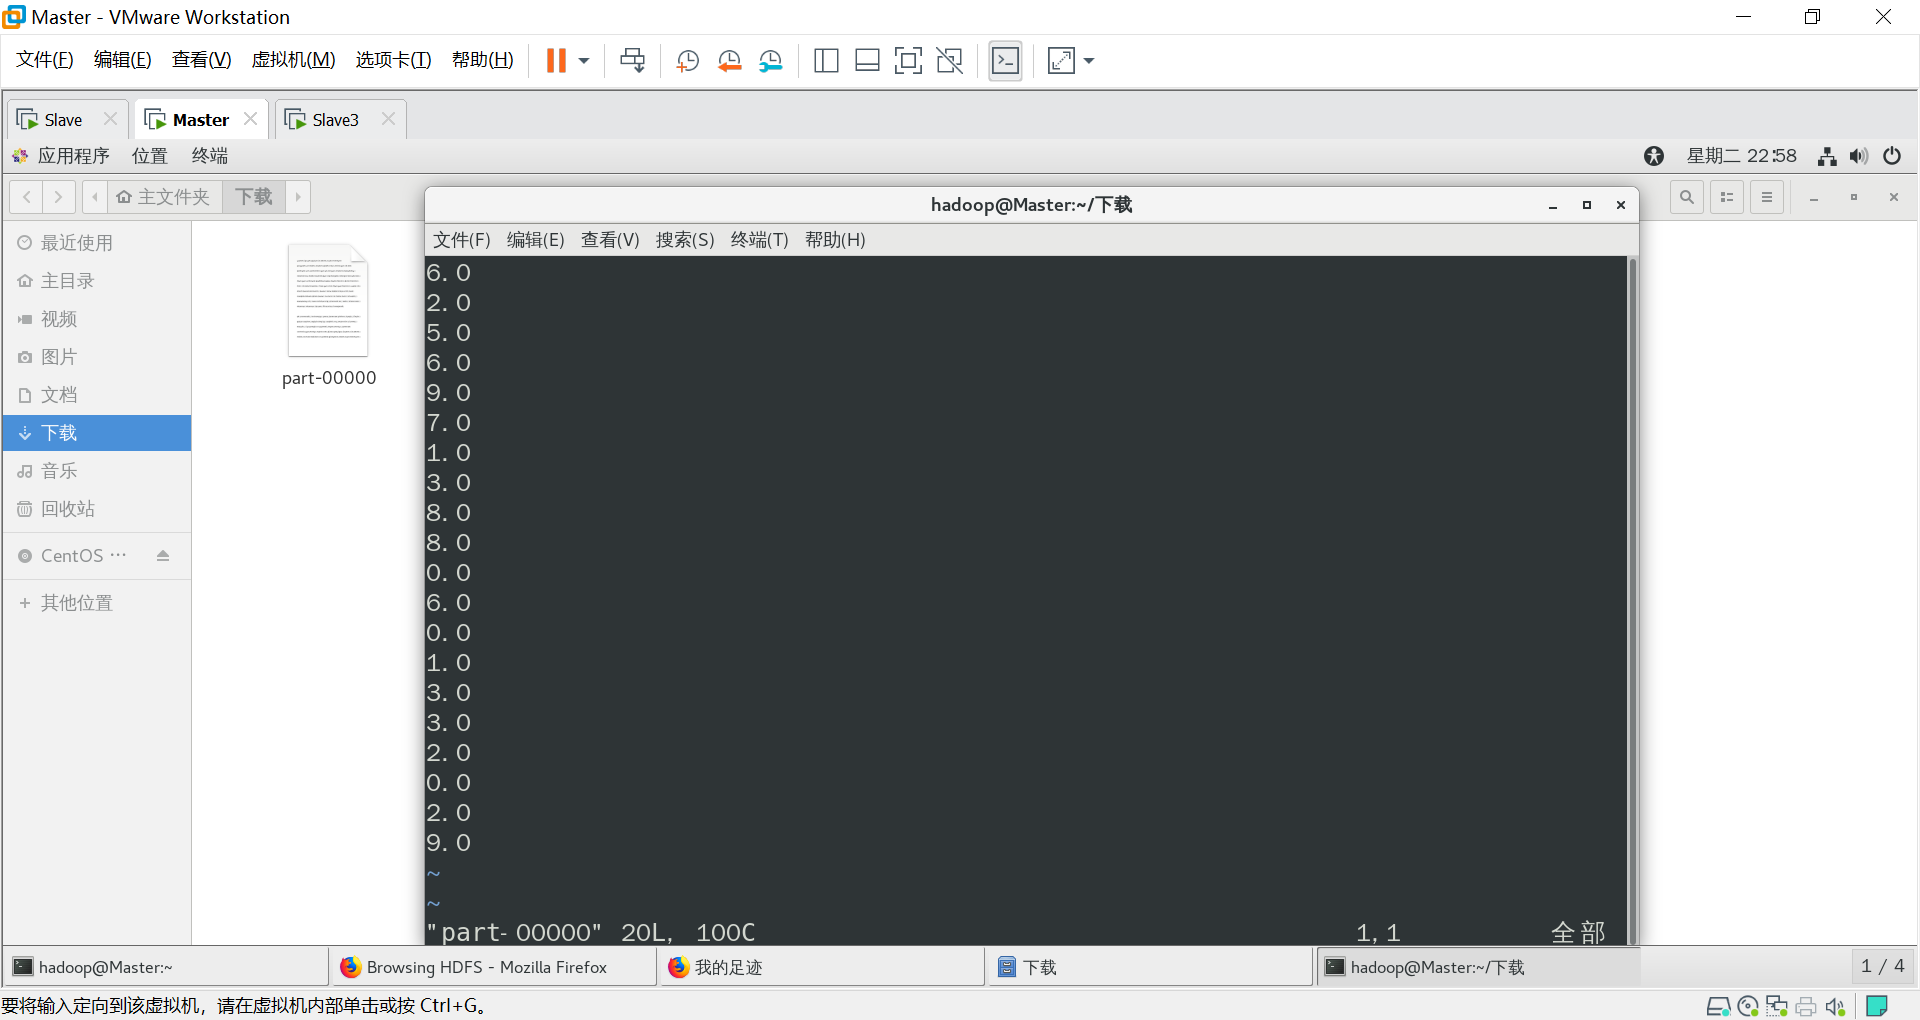 Master - VMware Workstation
文件(F) 编辑(E) 查看(V) 虚拟机(M) 选项卡(T) 帮助(H)
Slave Master Slave3
应用程序 位置 终端 星期二 22:58
主文件夹 下载
hadoop@Master:~/下载
文件(F) 编辑(E) 查看(V) 搜索(S) 终端(T) 帮助(H)
最近使用
主目录
视频
图片
文档
下载
音乐
回收站
CentOS ···
其他位置
part-00000
6.0
2.0
5.0
6.0
9.0
7.0
1.0
3.0
8.0
8.0
0.0
6.0
0.0
1.0
3.0
3.0
2.0
0.0
2.0
9.0
~
~
"part-00000" 20L, 100C 1,1 全部
hadoop@Master:~ Browsing HDFS - Mozilla Firefox 我的足迹 下载 hadoop@Master:~/下载 1 / 4
要将输入定向到该虚拟机，请在虚拟机内部单击或按 Ctrl+G。